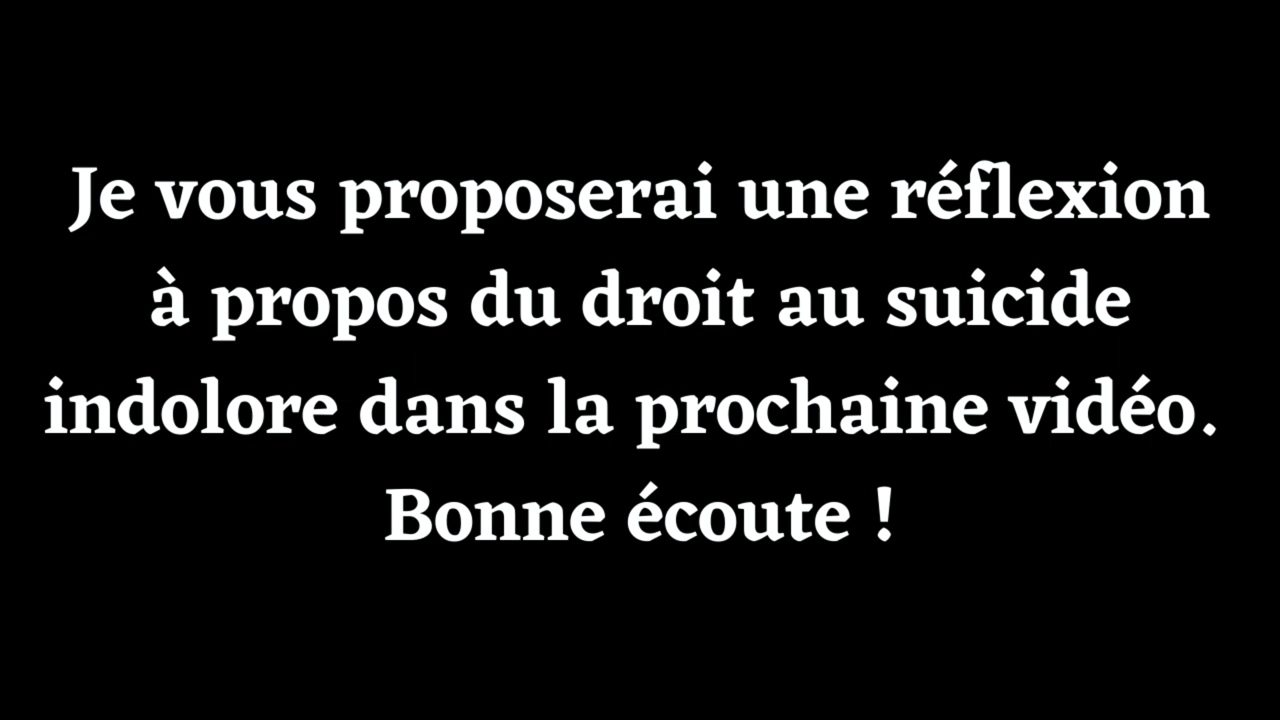 Je vous proposerai une réflexion
à propos du droit au suicide
indolore dans la prochaine vidéo.
Bonne écoute !